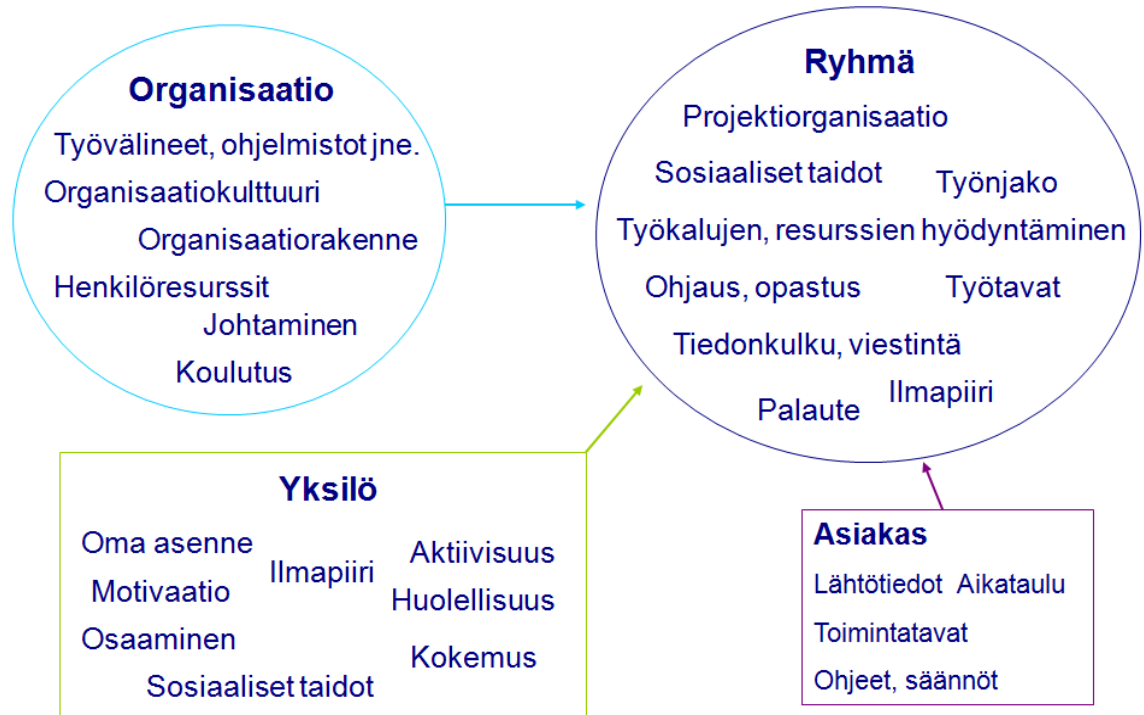 Organisaatio
Työvälineet, ohjelmistot jne.
Organisaatiokulttuuri
Organisaatiorakenne
Henkilöresurssit
Johtaminen
Koulutus
Ryhmä
Projektiorganisaatio
Sosiaaliset taidot
Työnjako
Työkalujen, resurssien hyödyntäminen
Ohjaus, opastus
Työtavat
Tiedonkulku, viestintä
Ilmapiiri
Palaute
Yksilö
Oma asenne
Ilmapiiri
Aktiivisuus
Motivaatio
Huolellisuus
Osaaminen
Kokemus
Sosiaaliset taidot
Asiakas
Lähtötiedot Aikataulu
Toimintatavat
Ohjeet, säännöt